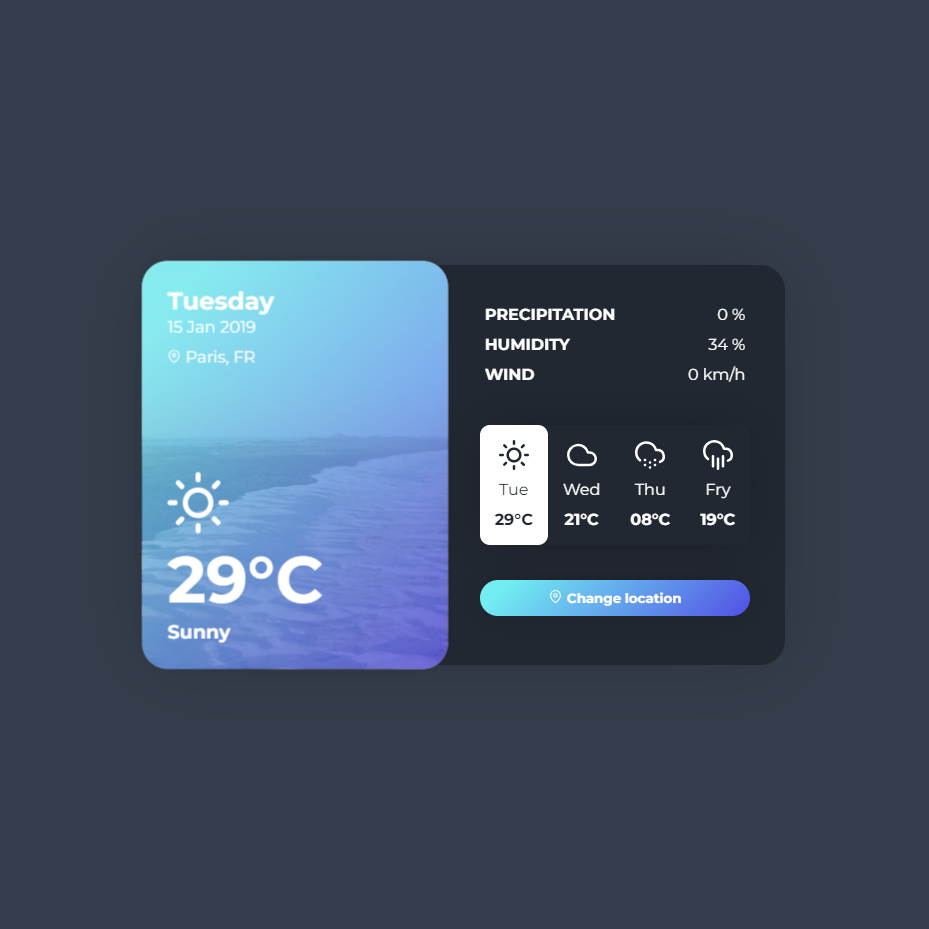 Tuesday
15 Jan 2019
Paris, FR
29°C
Sunny
PRECIPITATION 0 %
HUMIDITY 34 %
WIND 0 km/h
Tue Wed Thu Fry
29°C 21°C 08°C 19°C
Change location